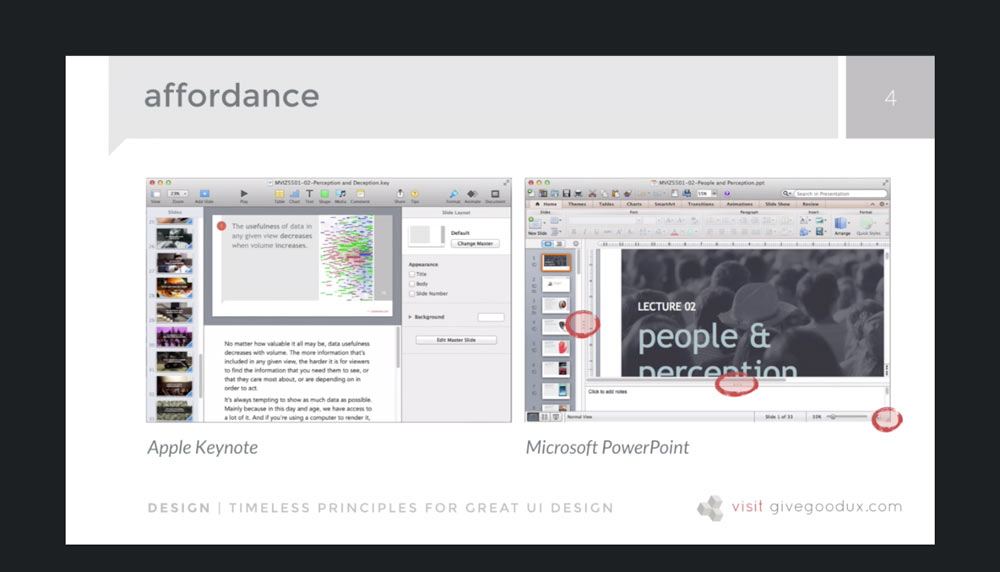 affordance
4
MVIZ5501-02-Perception and Deception.key
View Zoom Add Slide Play Table Chart Text Shape Media Comment Share Tips Format Animate Document
Slides
Slide Layout
The usefulness of data in
any given view decreases
when volume increases.
Default
Change Master
Appearance
Title
Body
Slide Number
Background
Edit Master Slide
No matter how valuable it all may be, data usefulness
decreases with volume. The more information that's
included in any given view, the harder it is for viewers
to find the information that you need them to see, or
that they care most about, or are depending on in
order to act.
It's always tempting to show as much data as possible.
Mainly because in this day and age, we have access to
a lot of it. And if you're using a computer to render it,
MVIZ5501-02-People and Perception.ppt
Search in Presentation
Home Themes Tables Charts SmartArt Transitions Animations Slide Show Review
Slides Font Paragraph Insert Format
New Slide Arrange Quick Styles
LECTURE 02
people &
perception
Click to add notes
Normal View Slide 1 of 33 53%
Apple Keynote
Microsoft PowerPoint
DESIGN | TIMELESS PRINCIPLES FOR GREAT UI DESIGN
visit givegoodux.com